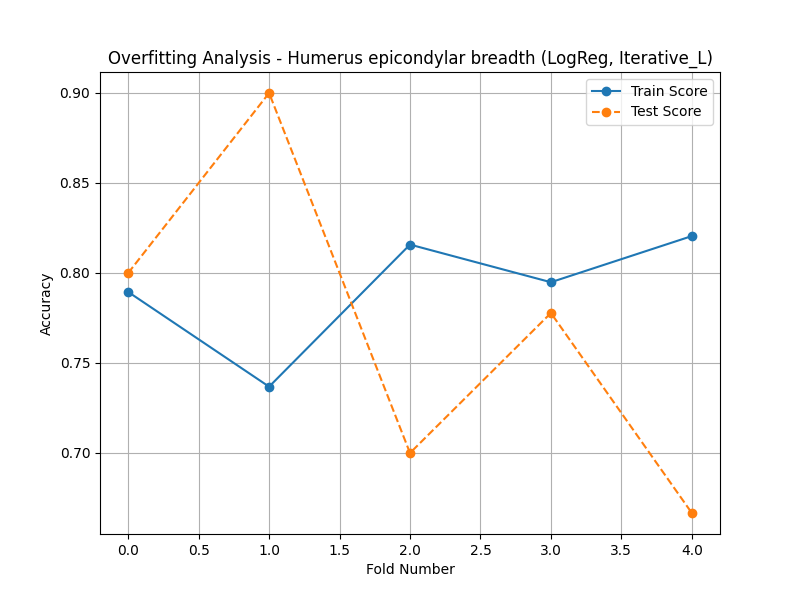 Overfitting Analysis - Humerus epicondylar breadth (LogReg, Iterative_L)
Train Score
Test Score
0.90
0.85
0.80
0.75
0.70
Accuracy
0.0 0.5 1.0 1.5 2.0 2.5 3.0 3.5 4.0
Fold Number